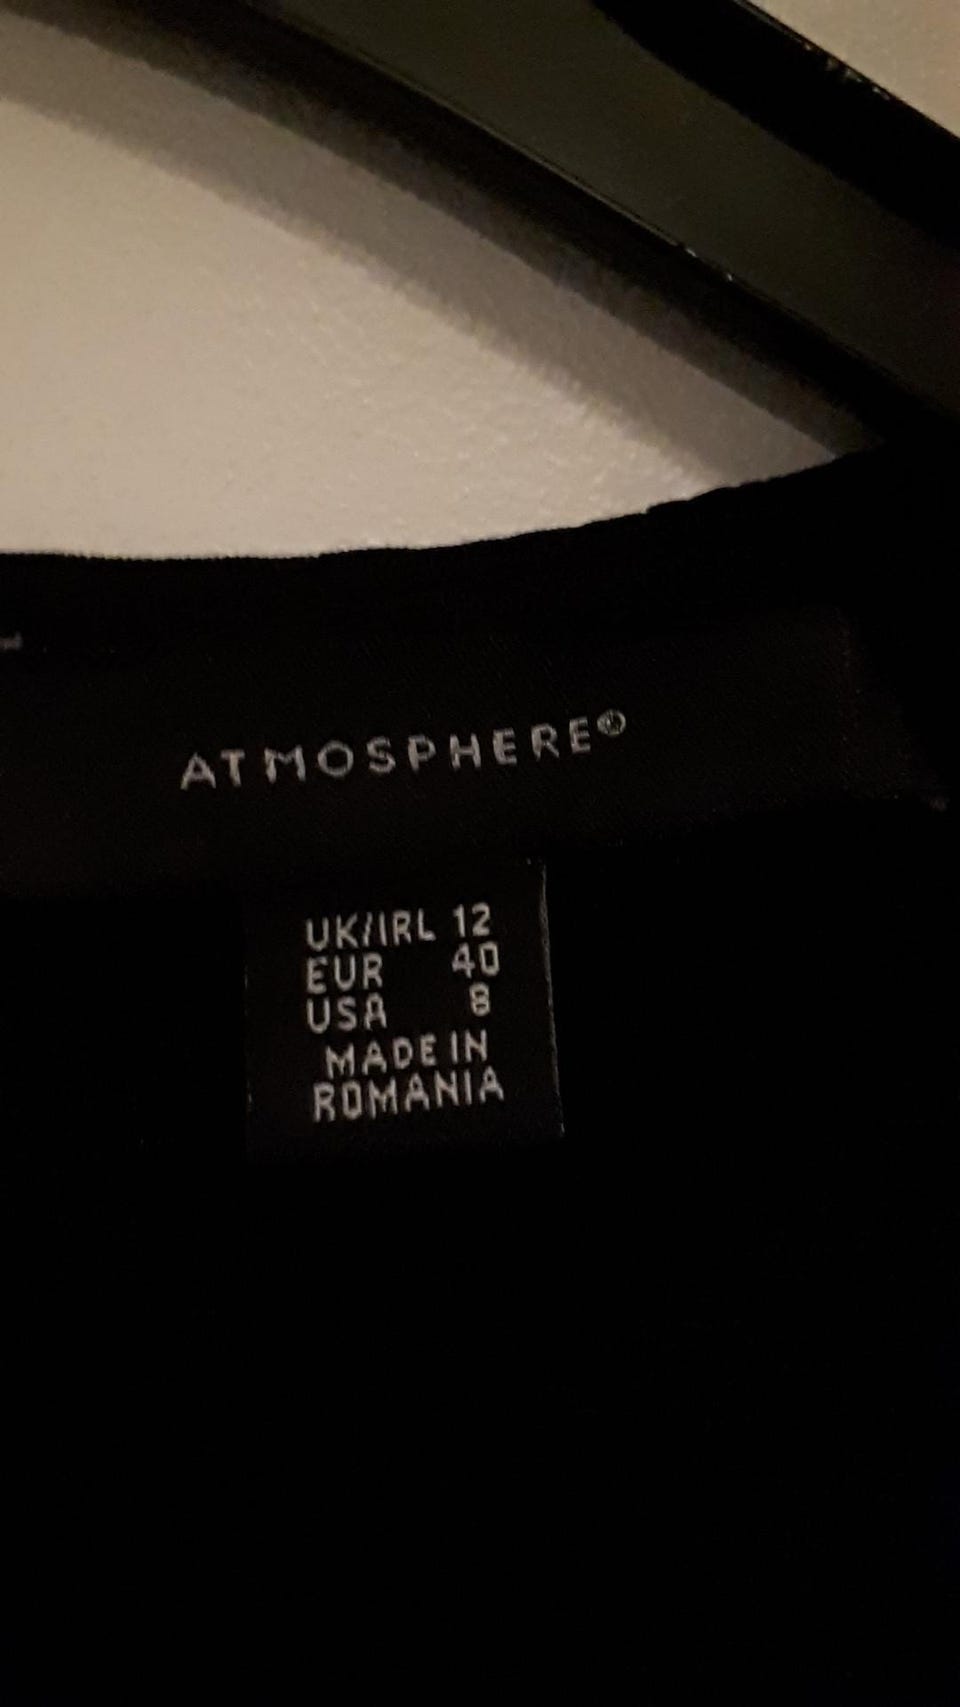 ATMOSPHERE©
UK/IRL 12
EUR 40
USA 8
MADE IN
ROMANIA